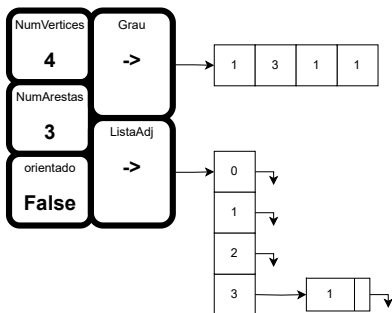 NumVertices
4
Grau
->
NumArestas
3
ListaAdj
->
orientado
False
1 3 1 1
0
1
2
3
1